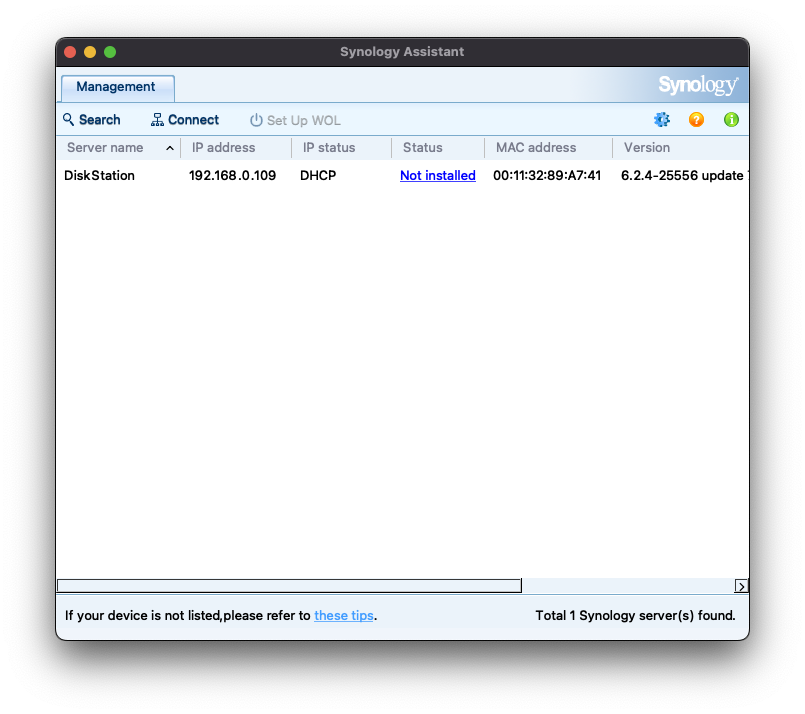 Synology Assistant
Management
Synology
Search Connect Set Up WOL
Server name IP address IP status Status MAC address Version
DiskStation 192.168.0.109 DHCP Not installed 00:11:32:89:A7:41 6.2.4-25556 update
If your device is not listed,please refer to these tips. Total 1 Synology server(s) found.